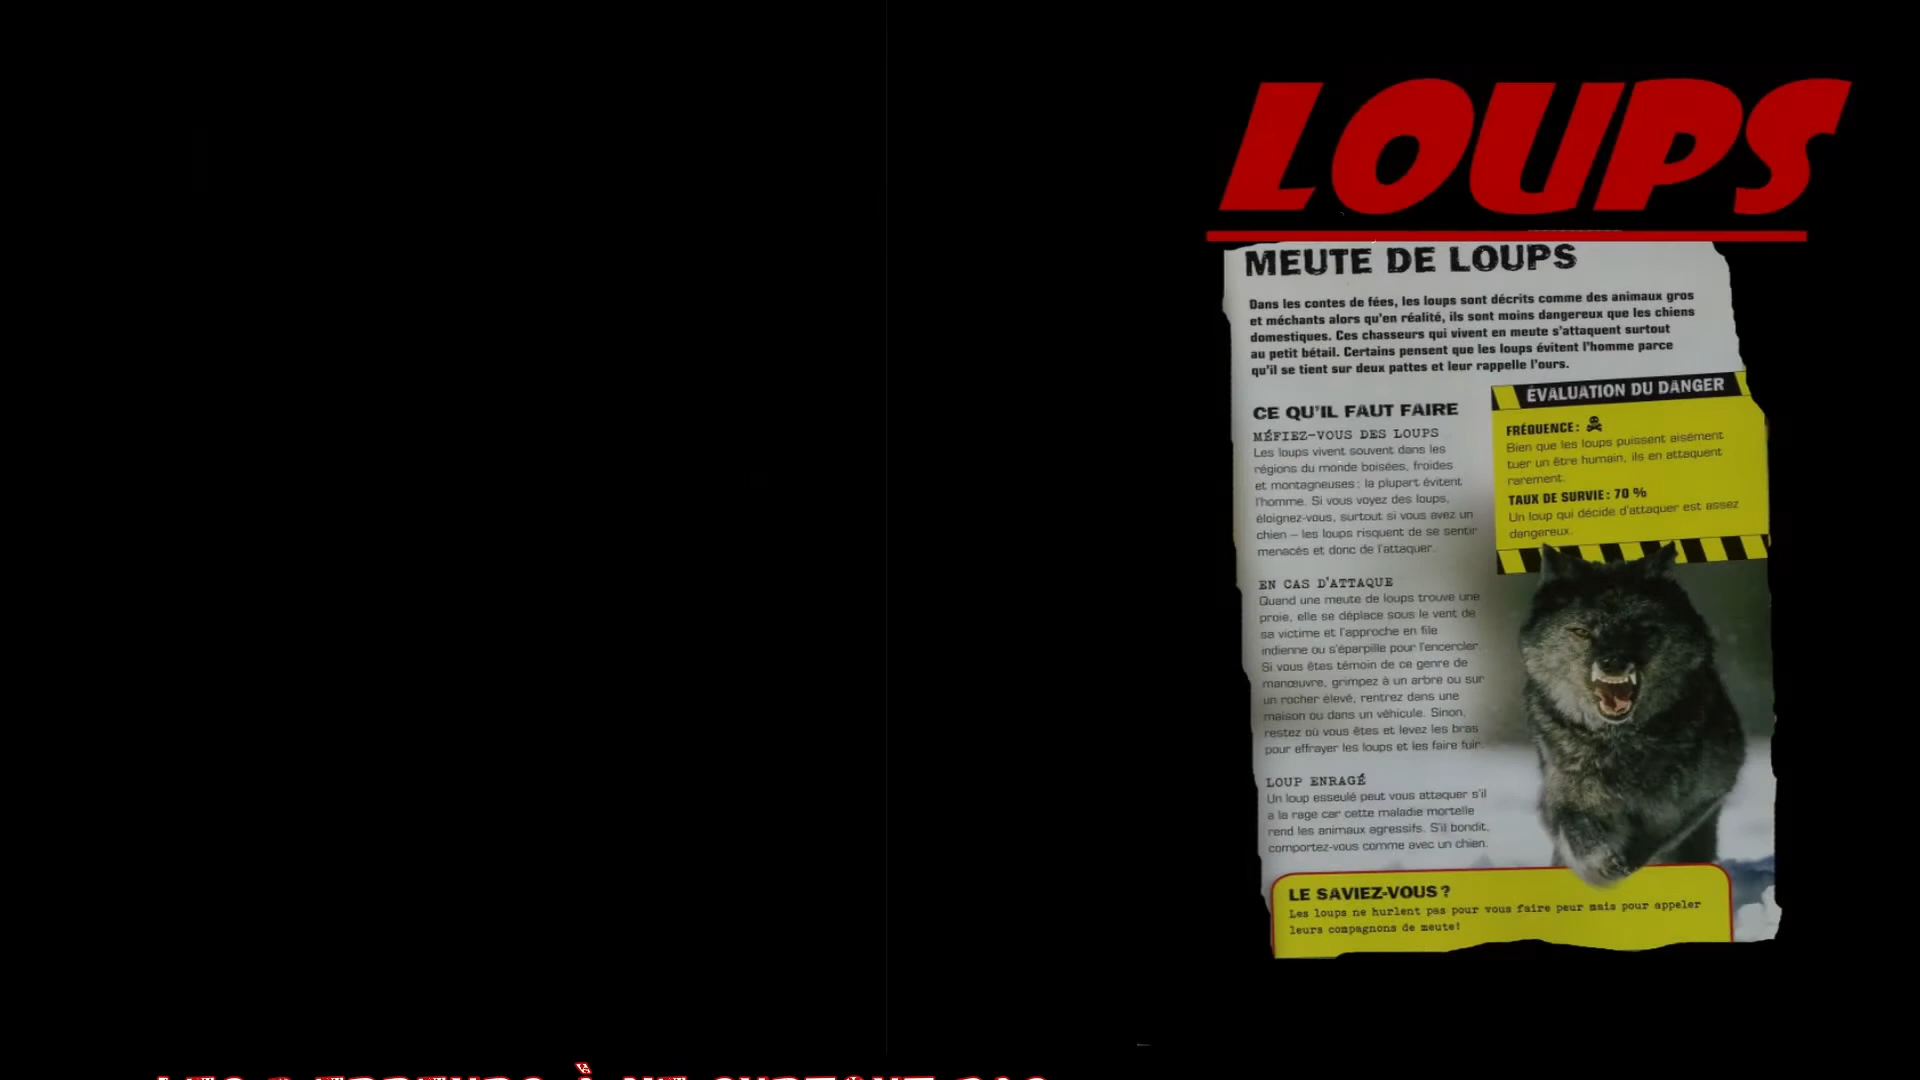 LOUPS
MEUTE DE LOUPS
Dans les contes de fées, les loups sont décrits comme des animaux gros
et méchants alors qu'en réalité, ils sont moins dangereux que les chiens
domestiques. Ces chasseurs qui vivent en meute s'attaquent surtout
au petit bétail. Certains pensent que les loups évitent l'homme parce
qu'il se tient sur deux pattes et leur rappelle l'ours.
CE QU'IL FAUT FAIRE
MÉFIEZ-VOUS DES LOUPS
Les loups vivent souvent dans les
régions du monde boisées, froides
et montagneuses : la plupart évitent
l'homme. Si vous voyez des loups,
éloignez-vous, surtout si vous avez un
chien – les loups risquent de se sentir
menacés et donc de l'attaquer.
EN CAS D'ATTAQUE
Quand une meute de loups trouve une
proie, elle se déplace sous le vent de
sa victime et l'approche en file
indienne ou s'éparpille pour l'encercler.
Si vous êtes témoin de ce genre de
manœuvre, grimpez à un arbre ou sur
un rocher élevé, rentrez dans une
maison ou dans un véhicule. Sinon,
restez où vous êtes et levez les bras
pour effrayer les loups et les faire fuir.
LOUP ENRAGÉ
Un loup esseulé peut vous attaquer s'il
a la rage car cette maladie mortelle
rend les animaux agressifs. S'il bondit,
comportez-vous comme avec un chien.
ÉVALUATION DU DANGER
FRÉQUENCE :
Bien que les loups puissent aisément
tuer un être humain, ils en attaquent
rarement.
TAUX DE SURVIE : 70 %
Un loup qui décide d'attaquer est assez
dangereux.
LE SAVIEZ-VOUS ?
Les loups ne hurlent pas pour vous faire peur mais pour appeler
leurs compagnons de meute!